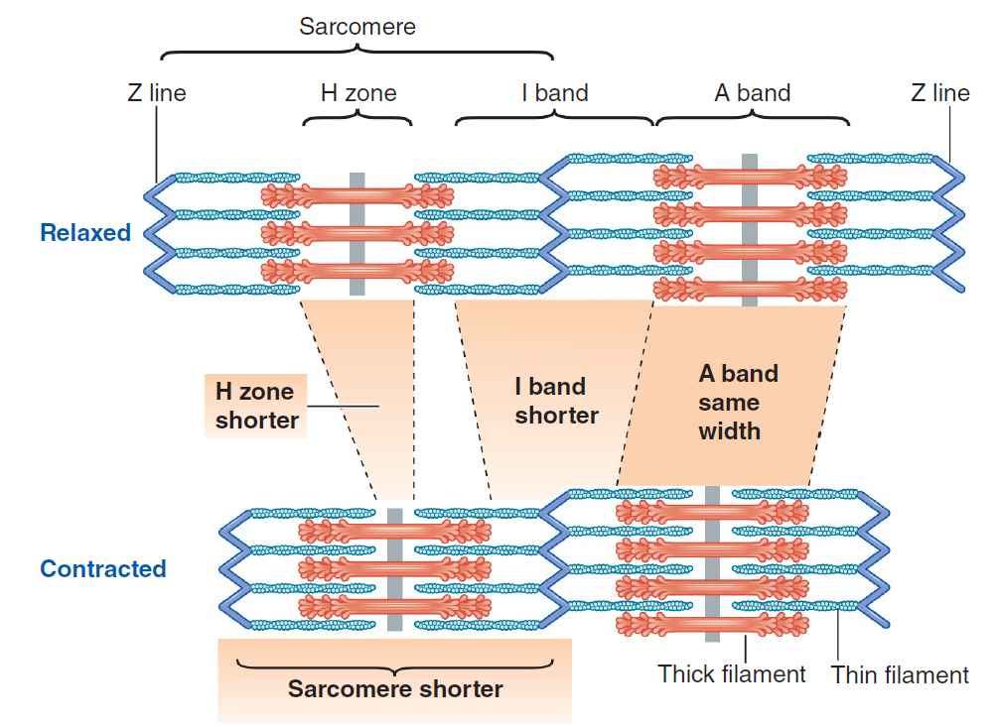 Sarcomere
Z line
H zone
I band
A band
Z line
Relaxed
H zone
shorter
I band
shorter
A band
same
width
Contracted
Sarcomere shorter
Thick filament
Thin filament